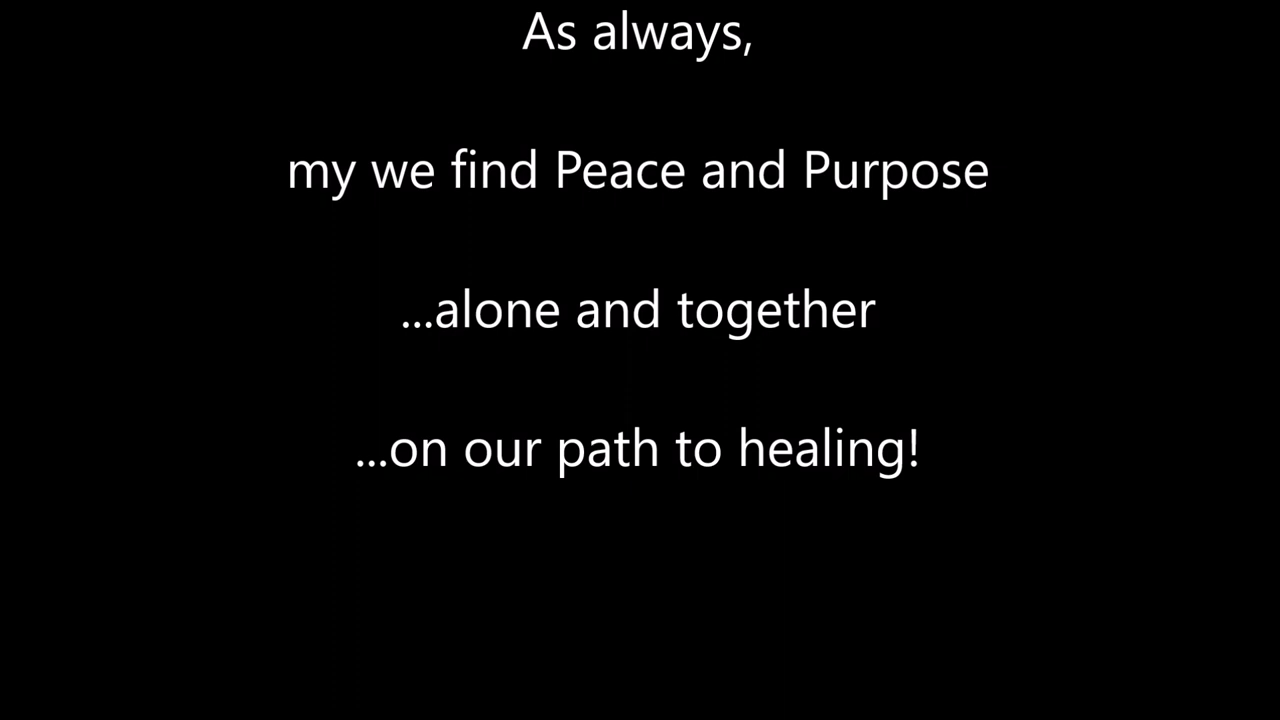 As always,
my we find Peace and Purpose
...alone and together
...on our path to healing!